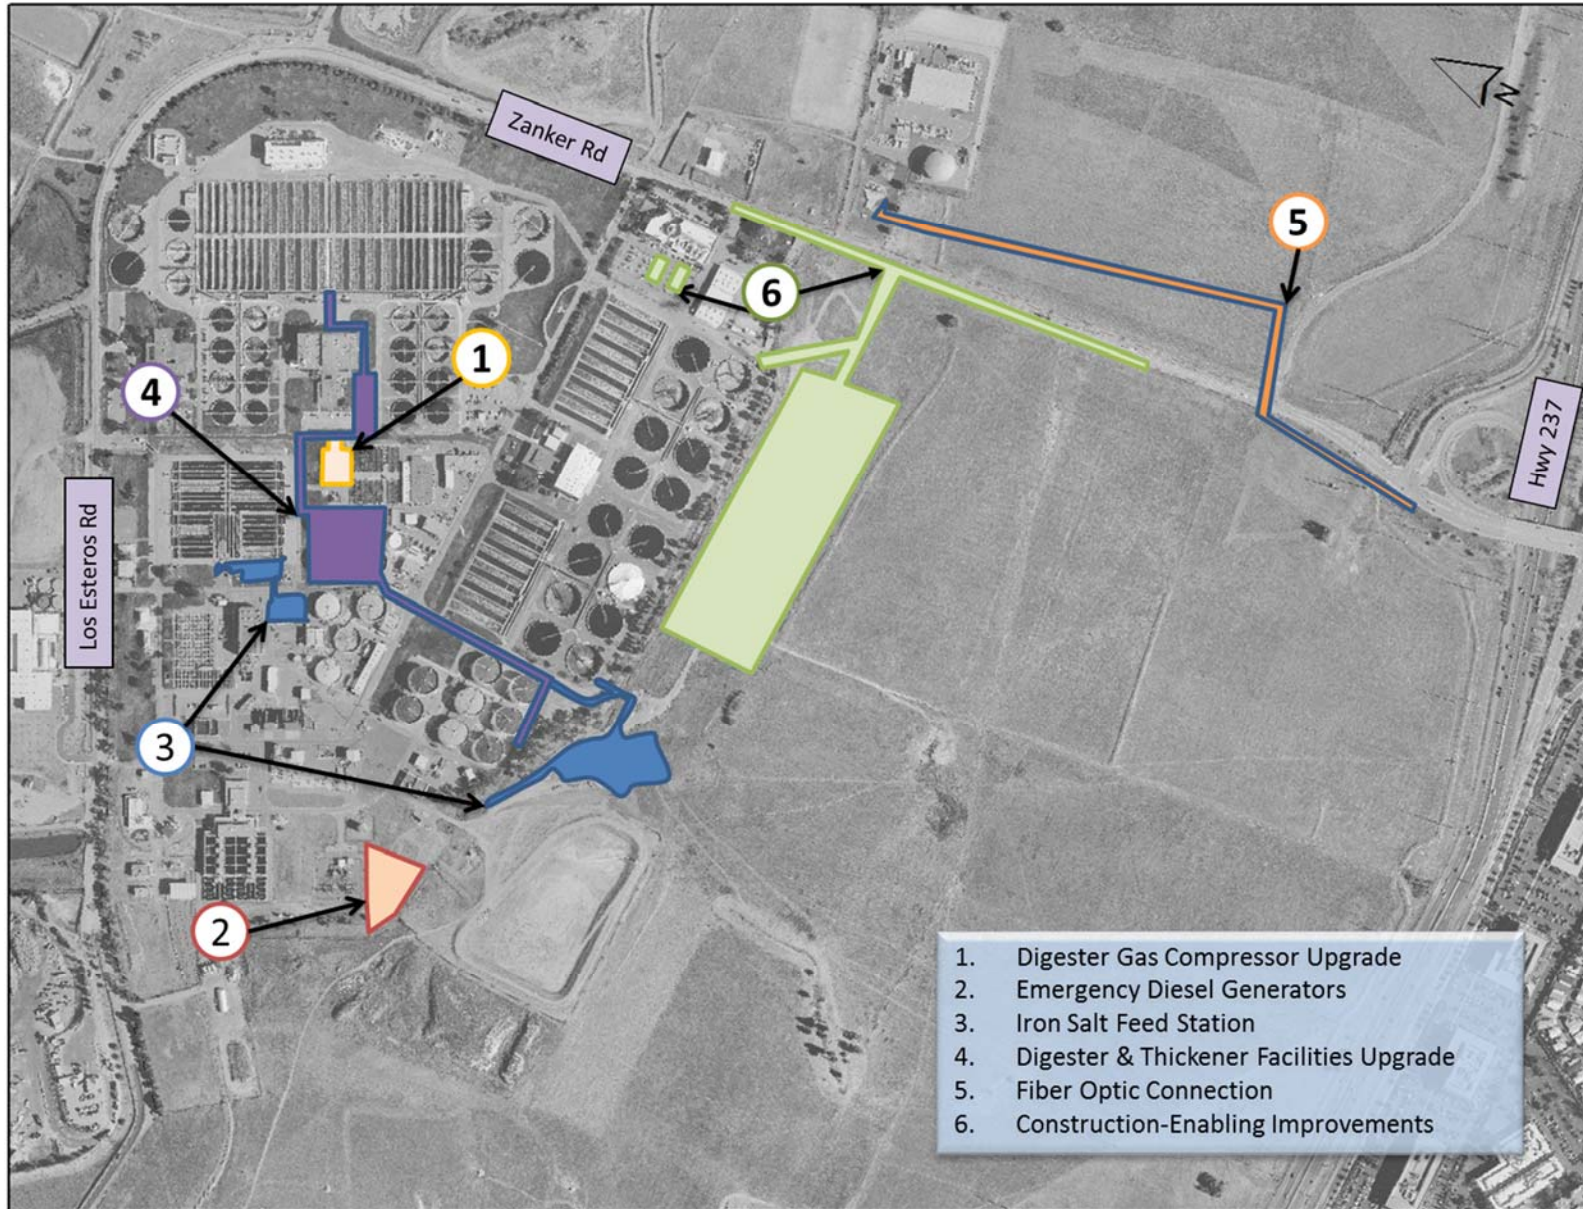 N
Zanker Rd
5
6
1
4
Hwy 237
Los Esteros Rd
3
2
1. Digester Gas Compressor Upgrade
2. Emergency Diesel Generators
3. Iron Salt Feed Station
4. Digester & Thickener Facilities Upgrade
5. Fiber Optic Connection
6. Construction-Enabling Improvements